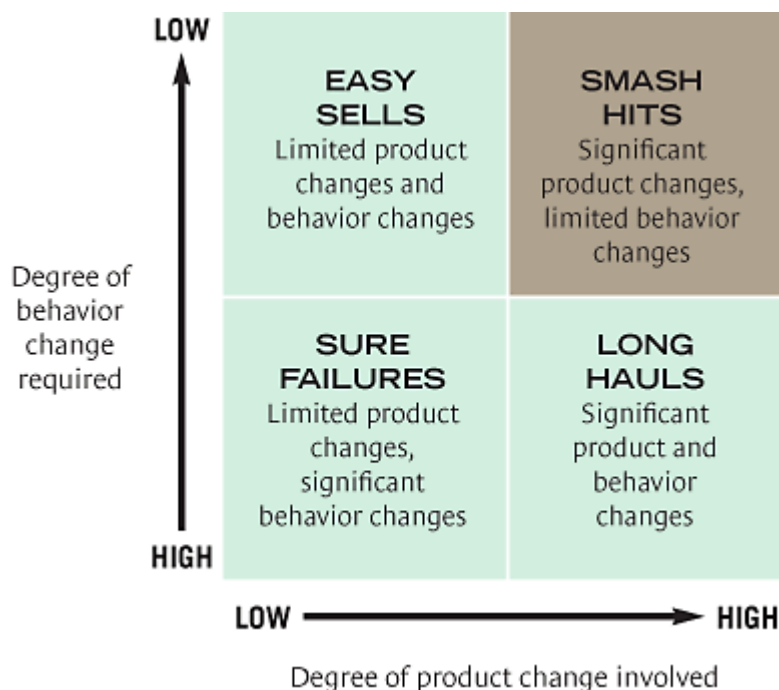 LOW
EASY
SELLS
Limited product
changes and
behavior changes
SMASH
HITS
Significant
product changes,
limited behavior
changes
Degree of
behavior
change
required
SURE
FAILURES
Limited product
changes,
significant
behavior changes
LONG
HAULS
Significant
product and
behavior
changes
HIGH
LOW
HIGH
Degree of product change involved